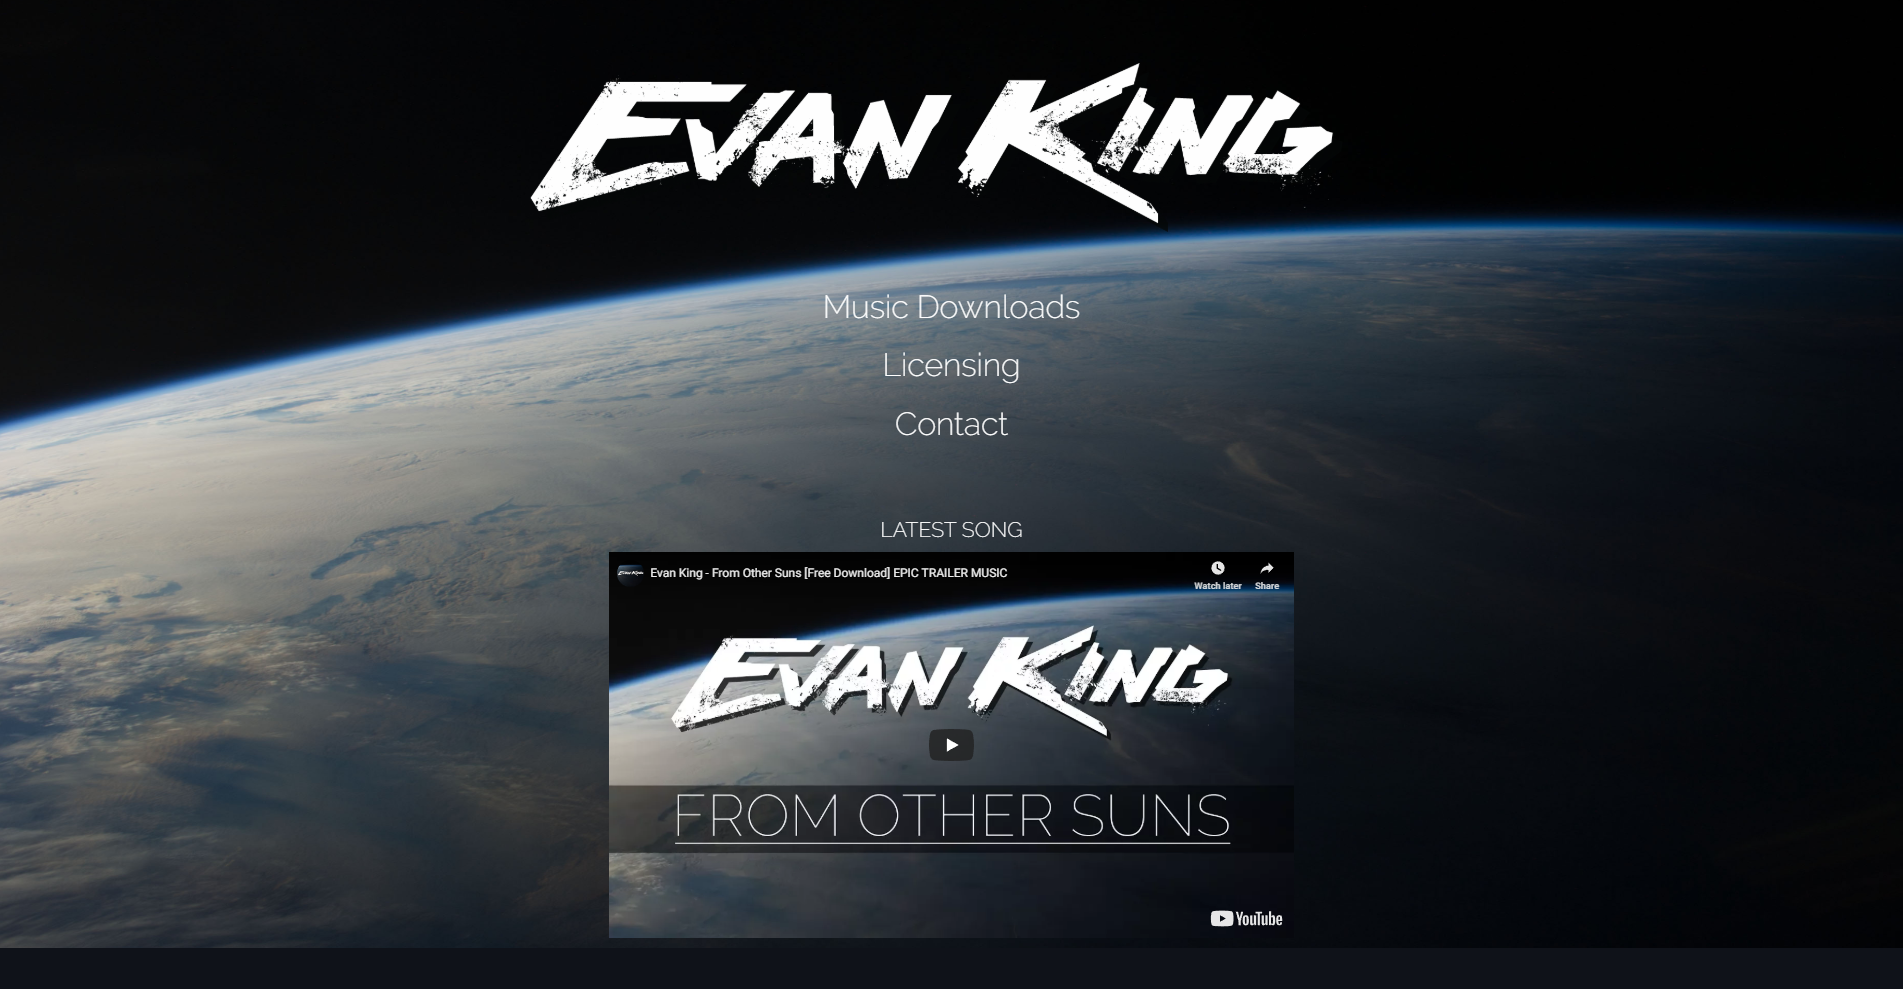 EVAN KING
Music Downloads
Licensing
Contact
LATEST SONG
Evan King - From Other Suns [Free Download] EPIC TRAILER MUSIC
Watch later
Share
EVAN KING
FROM OTHER SUNS
YouTube